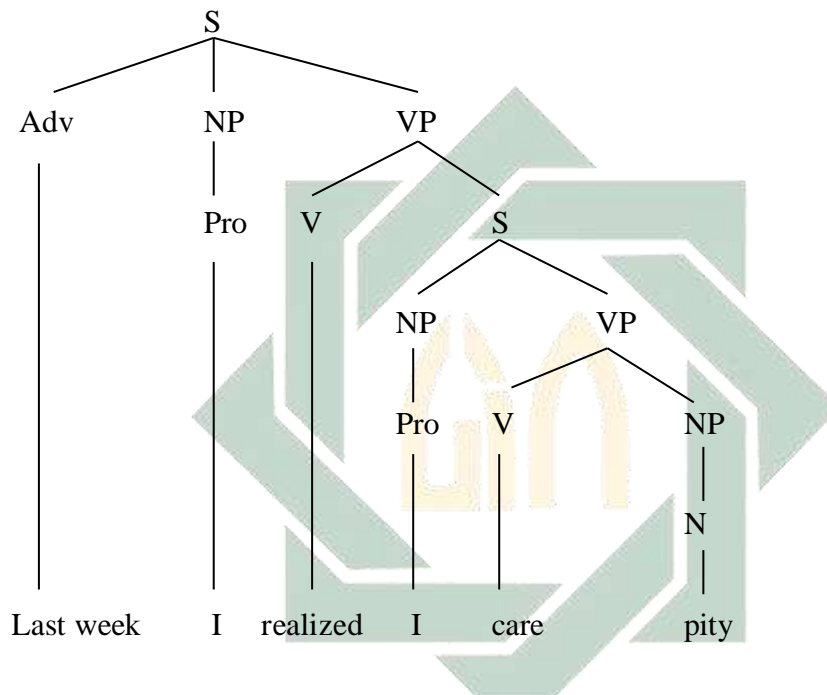 S
Adv NP VP
Pro V S
NP VP
Pro V NP
N
Last week I realized I care pity